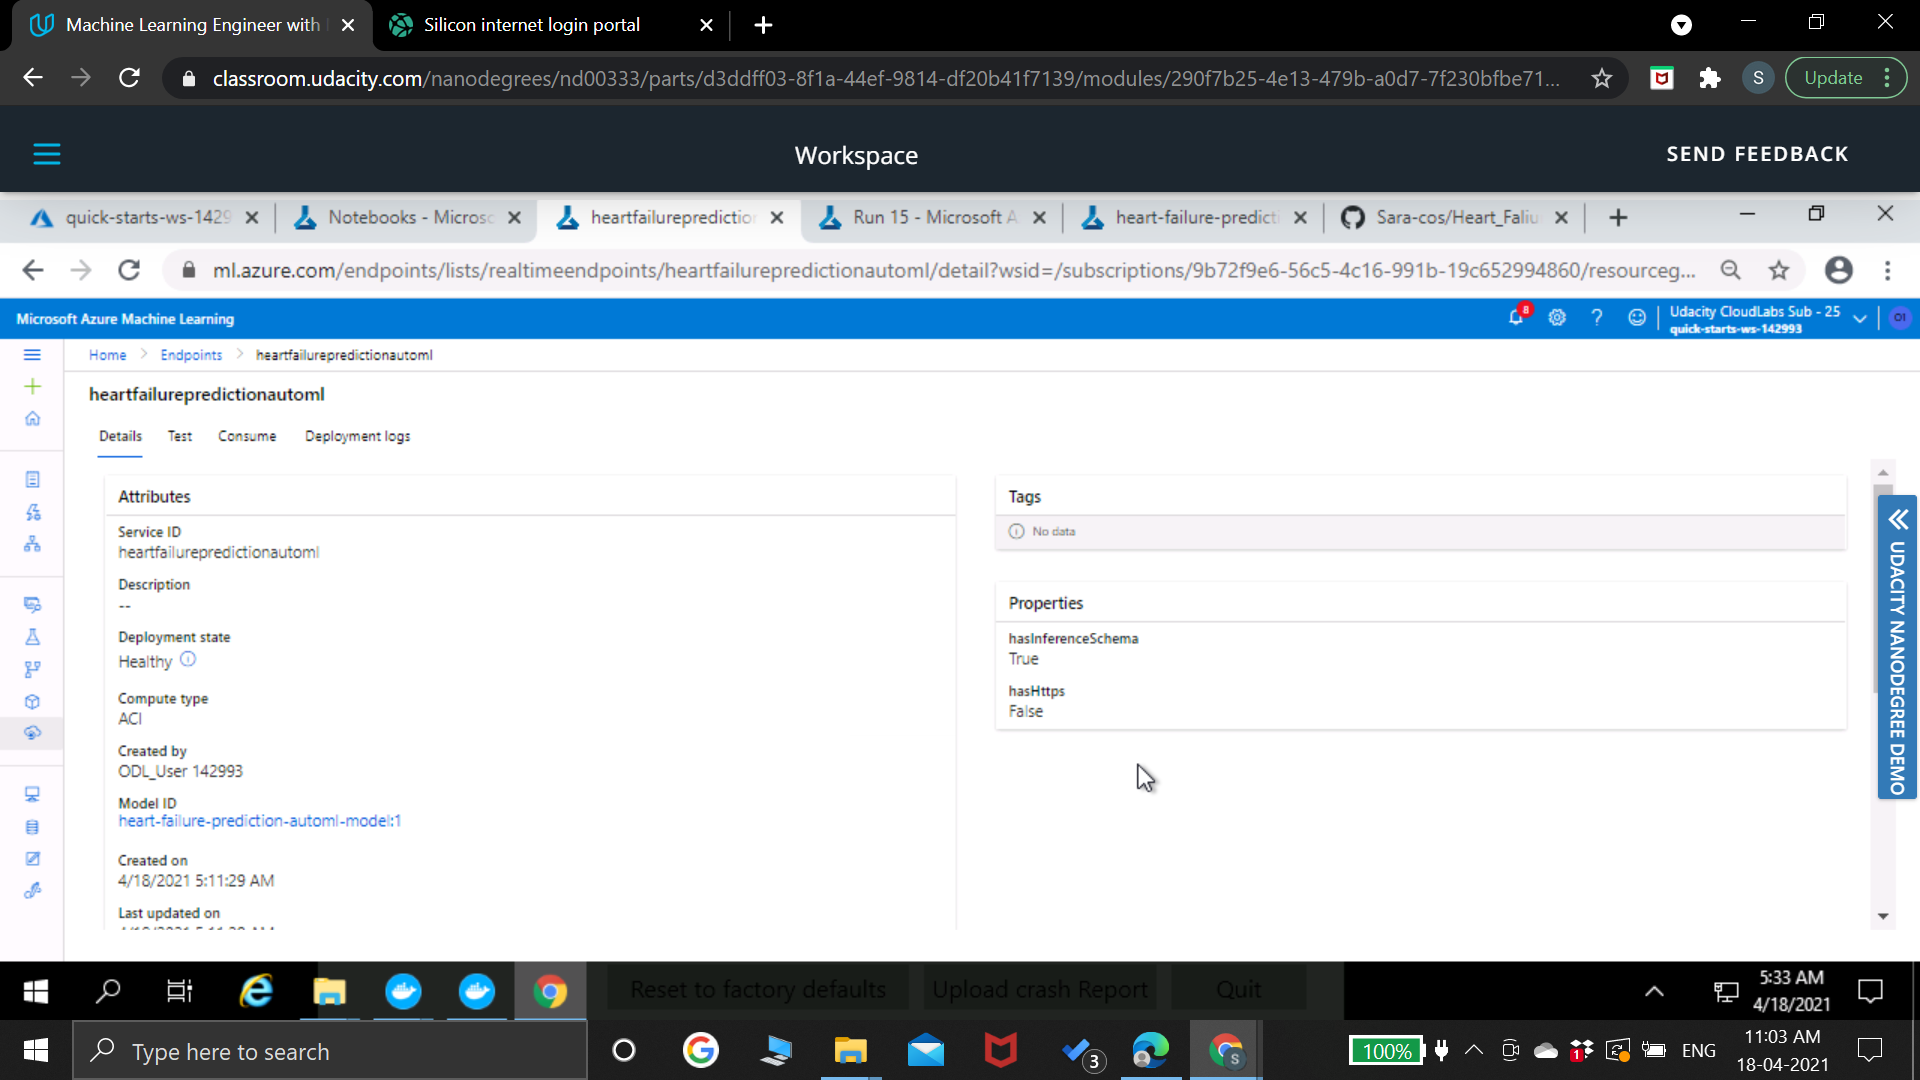 Machine Learning Engineer with
Silicon internet login portal
classroom.udacity.com/nanodegrees/nd00333/parts/d3ddff03-8f1a-44ef-9814-df20b41f7139/modules/290f7b25-4e13-479b-a0d7-7f230bfbe71...
S
Update
Workspace
SEND FEEDBACK
quick-starts-ws-1429
Notebooks - Microsc
heartfailurepredictior
Run 15 - Microsoft A
heart-failure-predicti
Sara-cos/Heart_Faliu
ml.azure.com/endpoints/lists/realtimeendpoints/heartfailurepredictionautoml/detail?wsid=/subscriptions/9b72f9e6-56c5-4c16-991b-19c652994860/resourceg...
Microsoft Azure Machine Learning
8
?
Udacity CloudLabs Sub - 25
quick-starts-ws-142993
OI
Home
Endpoints
heartfailurepredictionautoml
heartfailurepredictionautoml
Details
Test
Consume
Deployment logs
Attributes
Service ID
heartfailurepredictionautoml
Description
--
Deployment state
Healthy
Compute type
ACI
Created by
ODL_User 142993
Model ID
heart-failure-prediction-automl-model:1
Created on
4/18/2021 5:11:29 AM
Last updated on
Tags
No data
Properties
hasInferenceSchema
True
hasHttps
False
UDACITY NANODEGREE DEMO
Reset to factory defaults
Upload crash Report
Quit
5:33 AM
4/18/2021
Type here to search
3
S
100%
1
ENG
11:03 AM
18-04-2021